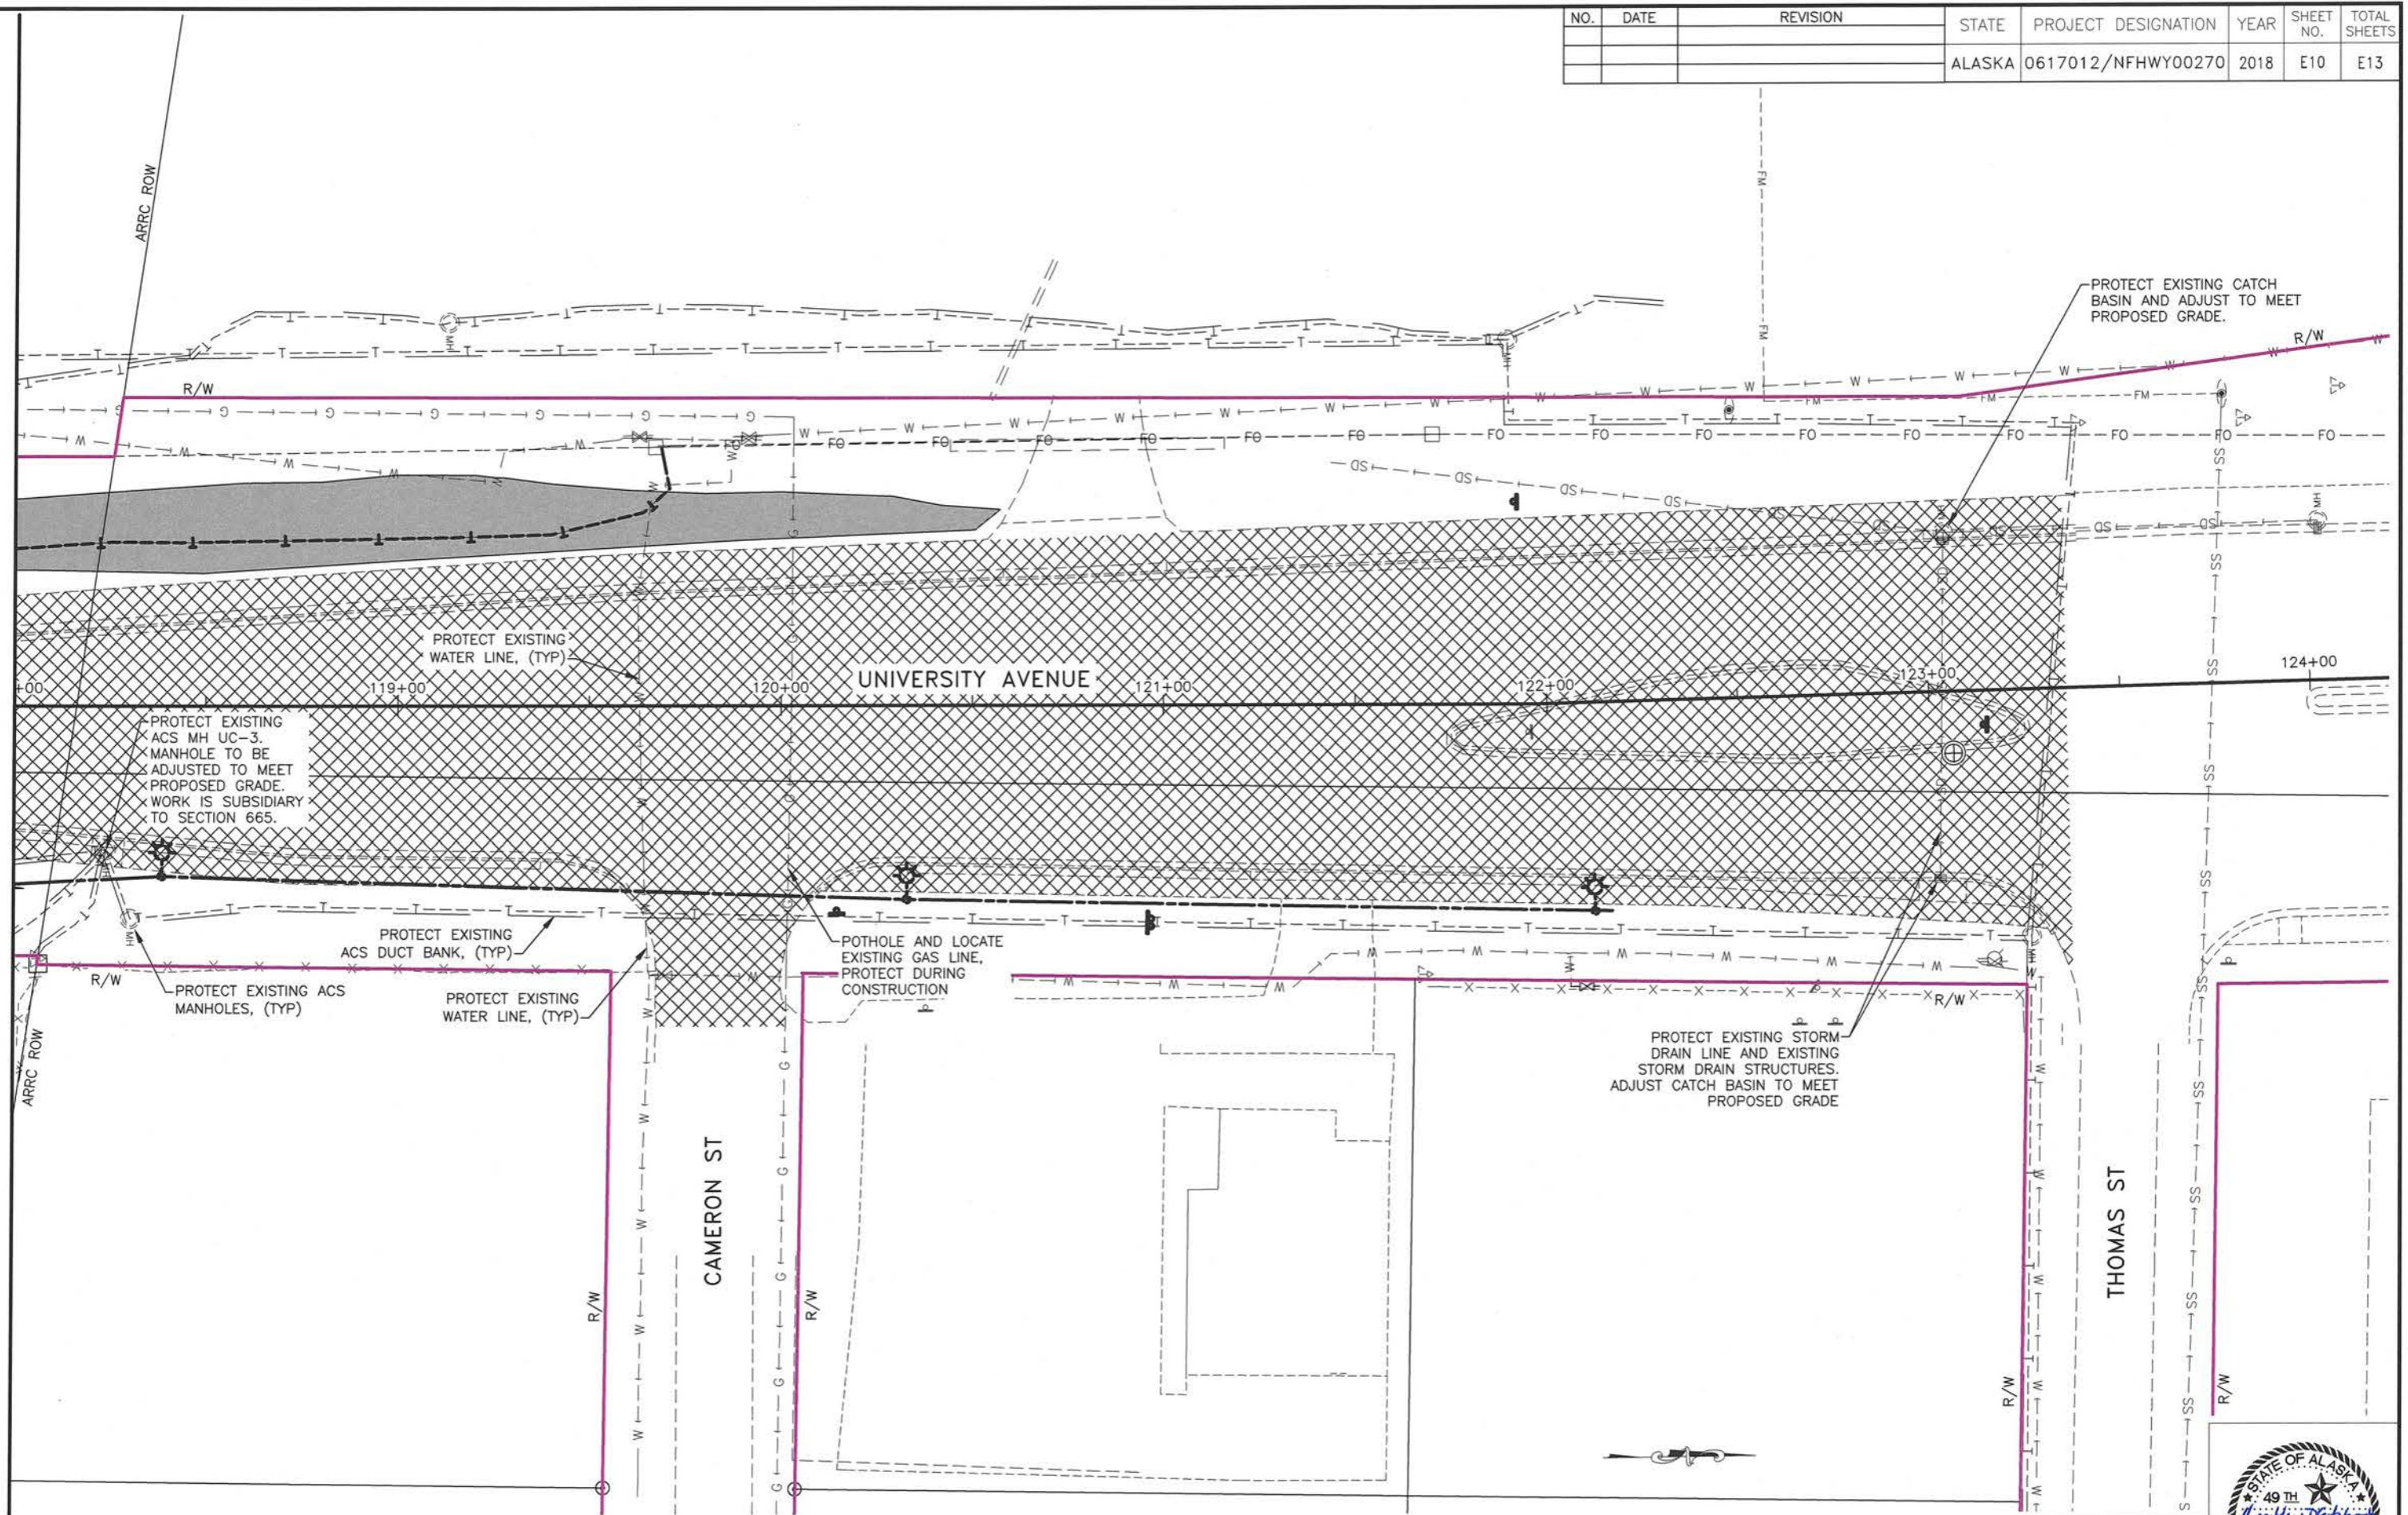 NO. DATE REVISION STATE PROJECT DESIGNATION YEAR SHEET NO. TOTAL SHEETS
ALASKA 0617012/NFHWY00270 2018 E10 E13
ARRC ROW
PROTECT EXISTING CATCH
BASIN AND ADJUST TO MEET
PROPOSED GRADE.
R/W
R/W
PROTECT EXISTING
WATER LINE, (TYP)
UNIVERSITY AVENUE
+00
119+00
120+00
121+00
122+00
123+00
124+00
PROTECT EXISTING
ACS MH UC-3.
MANHOLE TO BE
ADJUSTED TO MEET
PROPOSED GRADE.
WORK IS SUBSIDIARY
TO SECTION 665.
PROTECT EXISTING
ACS DUCT BANK, (TYP)
POTHOLE AND LOCATE
EXISTING GAS LINE,
PROTECT DURING
CONSTRUCTION
R/W
PROTECT EXISTING ACS
MANHOLES, (TYP)
PROTECT EXISTING
WATER LINE, (TYP)
R/W
PROTECT EXISTING STORM
DRAIN LINE AND EXISTING
STORM DRAIN STRUCTURES.
ADJUST CATCH BASIN TO MEET
PROPOSED GRADE
ARRC ROW
CAMERON ST
THOMAS ST
R/W
R/W
R/W
R/W
STATE OF ALASKA
49 TH